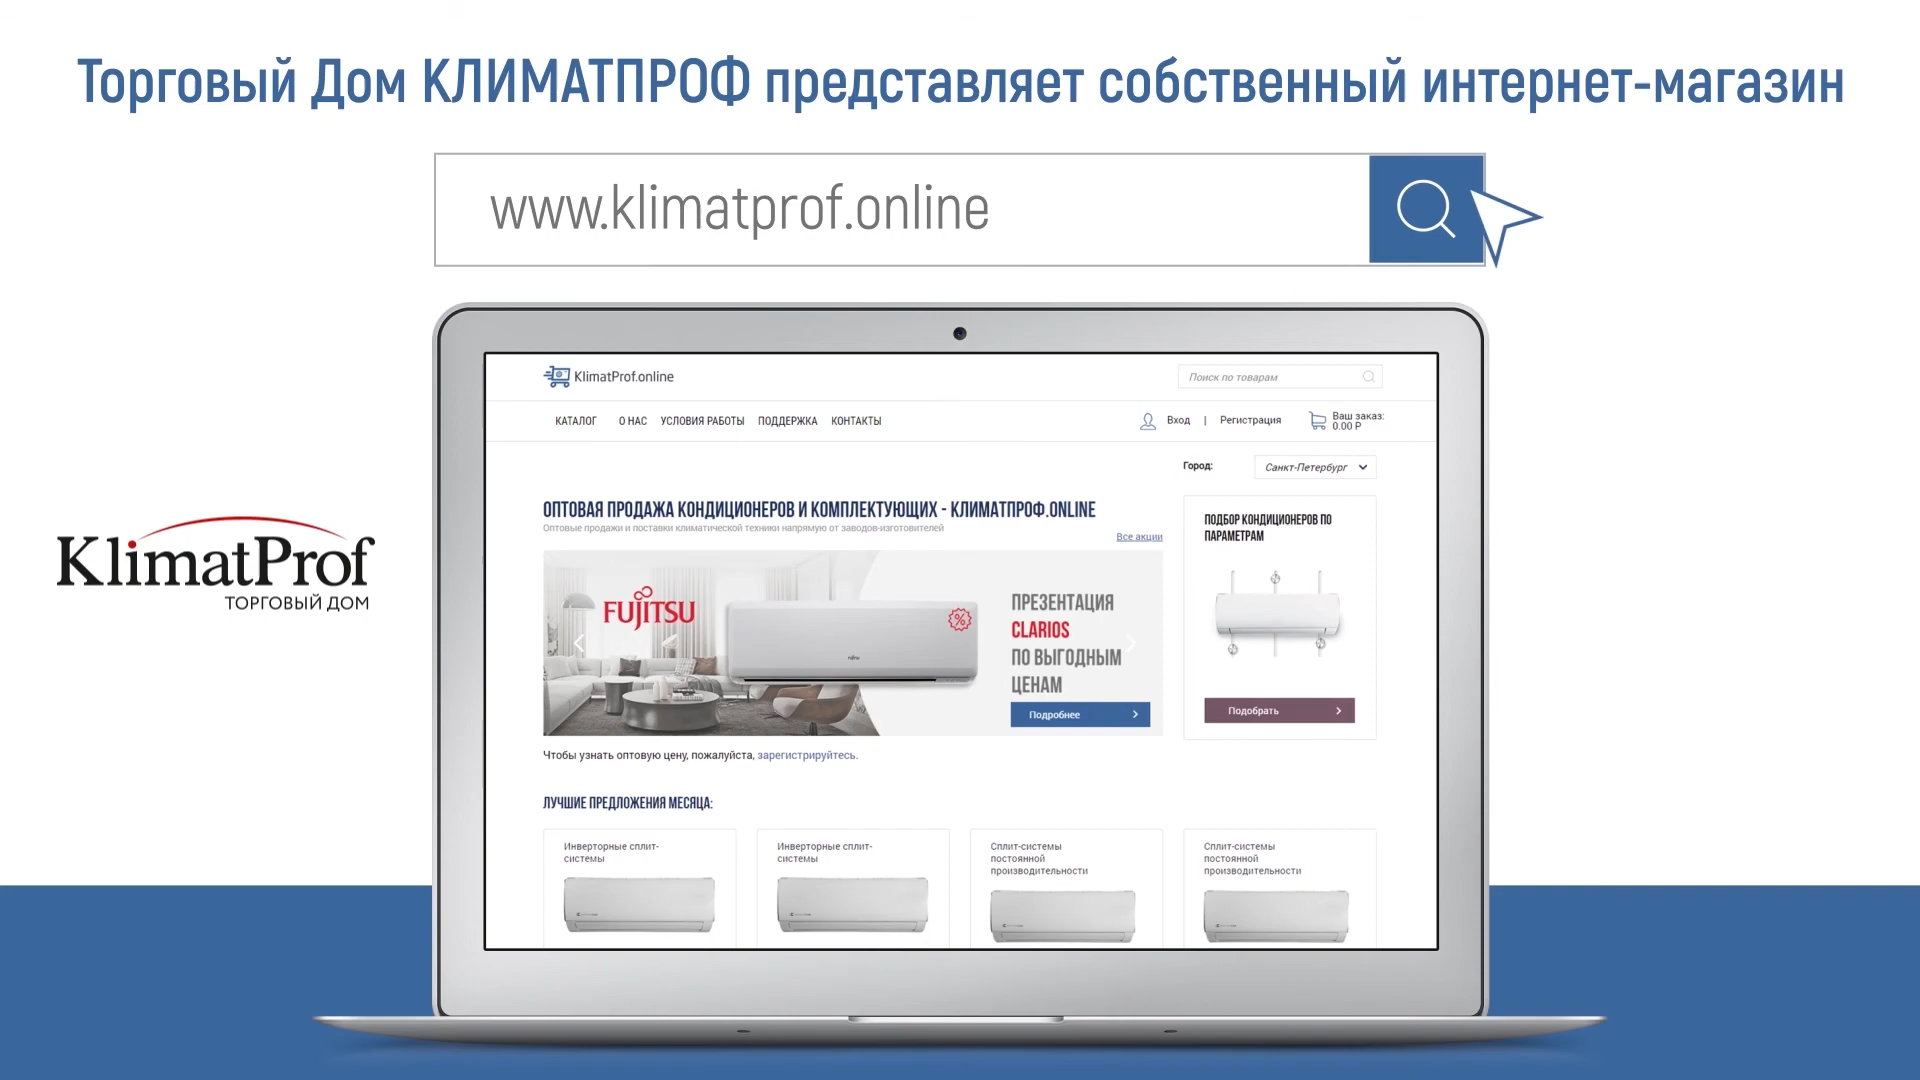 Торговый Дом КЛИМАТПРОФ представляет собственный интернет-магазин
www.klimatprof.online
KlimatProf.online
Поиск по товарам
КАТАЛОГ О НАС УСЛОВИЯ РАБОТЫ ПОДДЕРЖКА КОНТАКТЫ
Вход | Регистрация
Ваш заказ:
0.00 Р
Город:
Санкт-Петербург
ОПТОВАЯ ПРОДАЖА КОНДИЦИОНЕРОВ И КОМПЛЕКТУЮЩИХ - КЛИМАТПРОФ.ONLINE
Оптовые продажи и поставки климатической техники напрямую от заводов-изготовителей
Все акции
FUJITSU
%
ПРЕЗЕНТАЦИЯ
CLARIOS
ПО ВЫГОДНЫМ
ЦЕНАМ
Подробнее
ПОДБОР КОНДИЦИОНЕРОВ ПО
ПАРАМЕТРАМ
Подобрать
KlimatProf
ТОРГОВЫЙ ДОМ
Чтобы узнать оптовую цену, пожалуйста, зарегистрируйтесь.
ЛУЧШИЕ ПРЕДЛОЖЕНИЯ МЕСЯЦА:
Инверторные сплит-
системы
Инверторные сплит-
системы
Сплит-системы
постоянной
производительности
Сплит-системы
постоянной
производительности